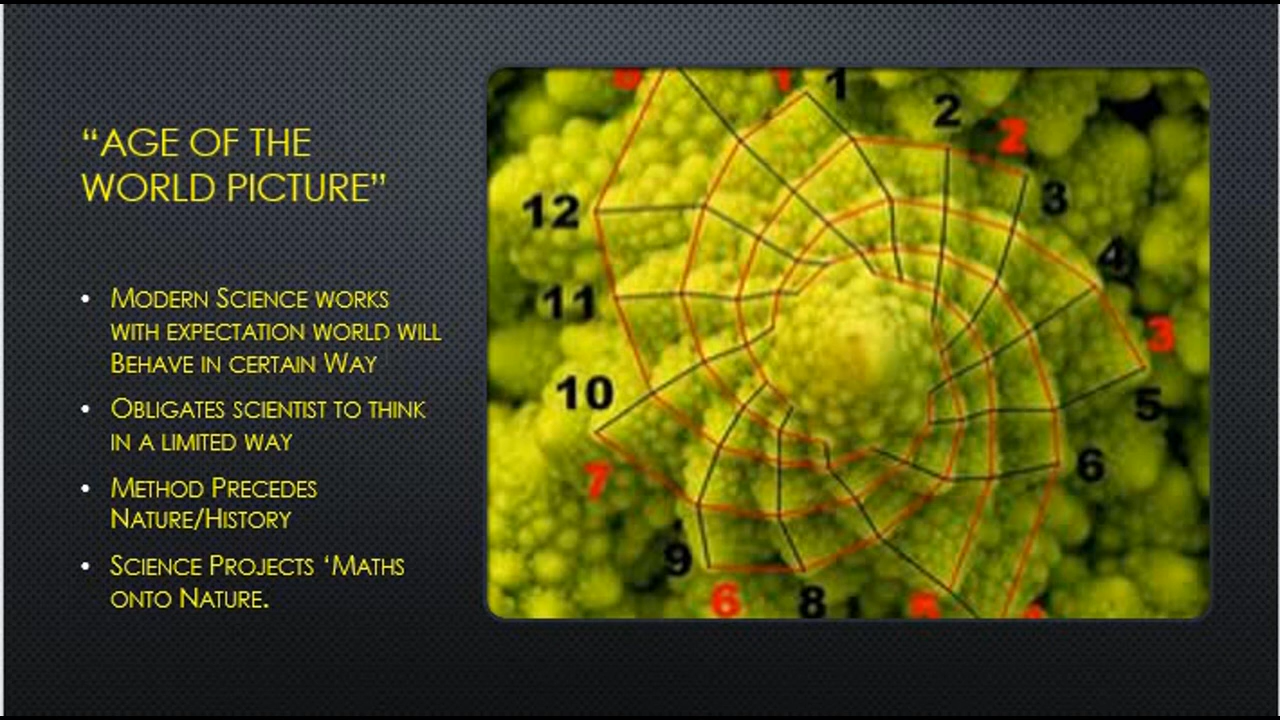 “AGE OF THE
WORLD PICTURE”
• MODERN SCIENCE WORKS
WITH EXPECTATION WORLD WILL
BEHAVE IN CERTAIN WAY
• OBLIGATES SCIENTIST TO THINK
IN A LIMITED WAY
• METHOD PRECEDES
NATURE/HISTORY
• SCIENCE PROJECTS ‘MATHS
ONTO NATURE.
1
1
2
2
12
3
4
11
3
10
5
6
7
9
6
8